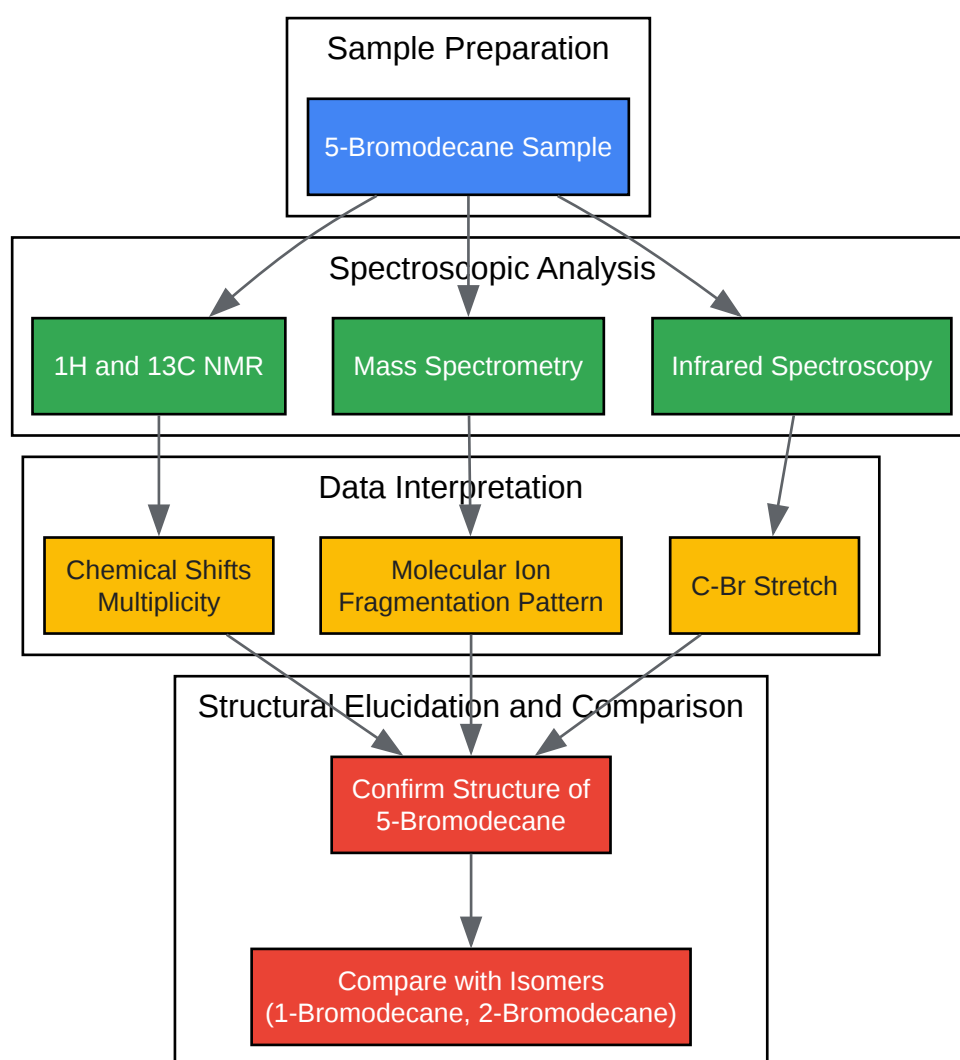 Sample Preparation
5-Bromodecane Sample
Spectroscopic Analysis
1H and 13C NMR
Mass Spectrometry
Infrared Spectroscopy
Data Interpretation
Chemical Shifts
Multiplicity
Molecular Ion
Fragmentation Pattern
C-Br Stretch
Structural Elucidation and Comparison
Confirm Structure of
5-Bromodecane
Compare with Isomers
(1-Bromodecane, 2-Bromodecane)